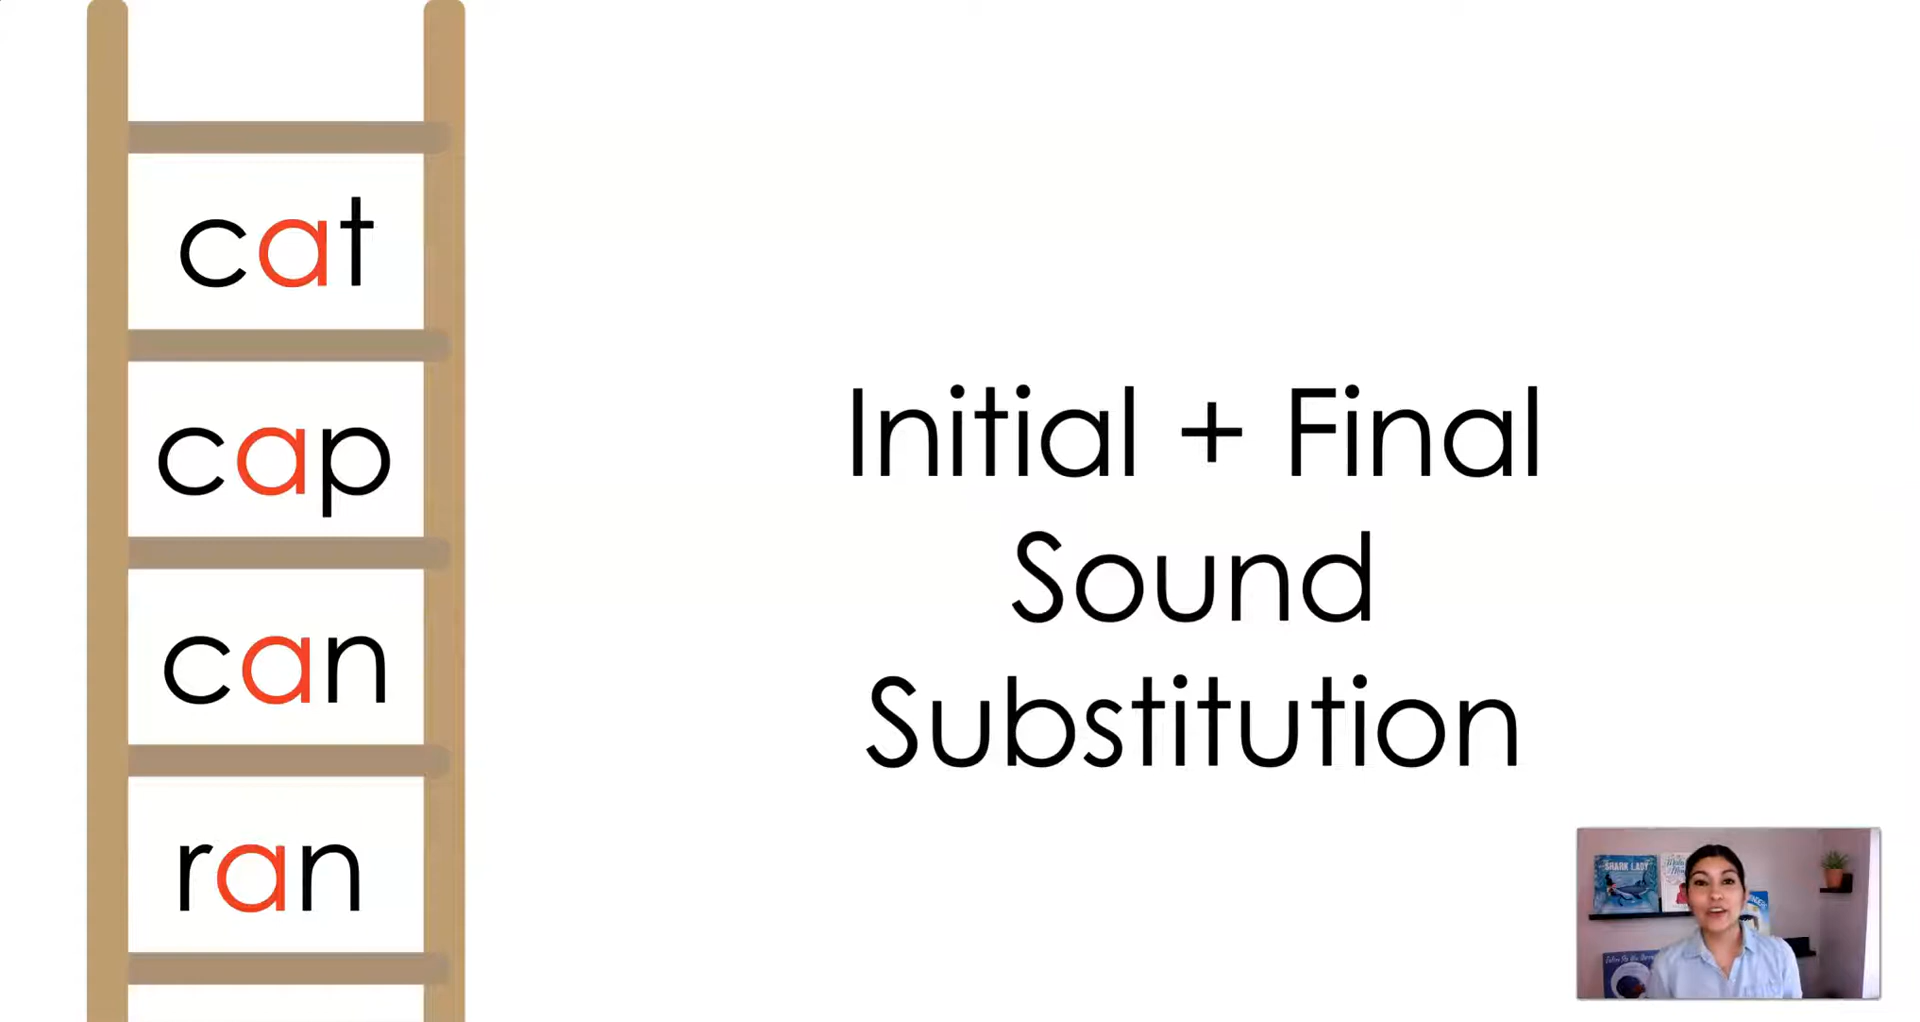 cat
cap
can
ran
Initial + Final
Sound
Substitution
SHARK LADY